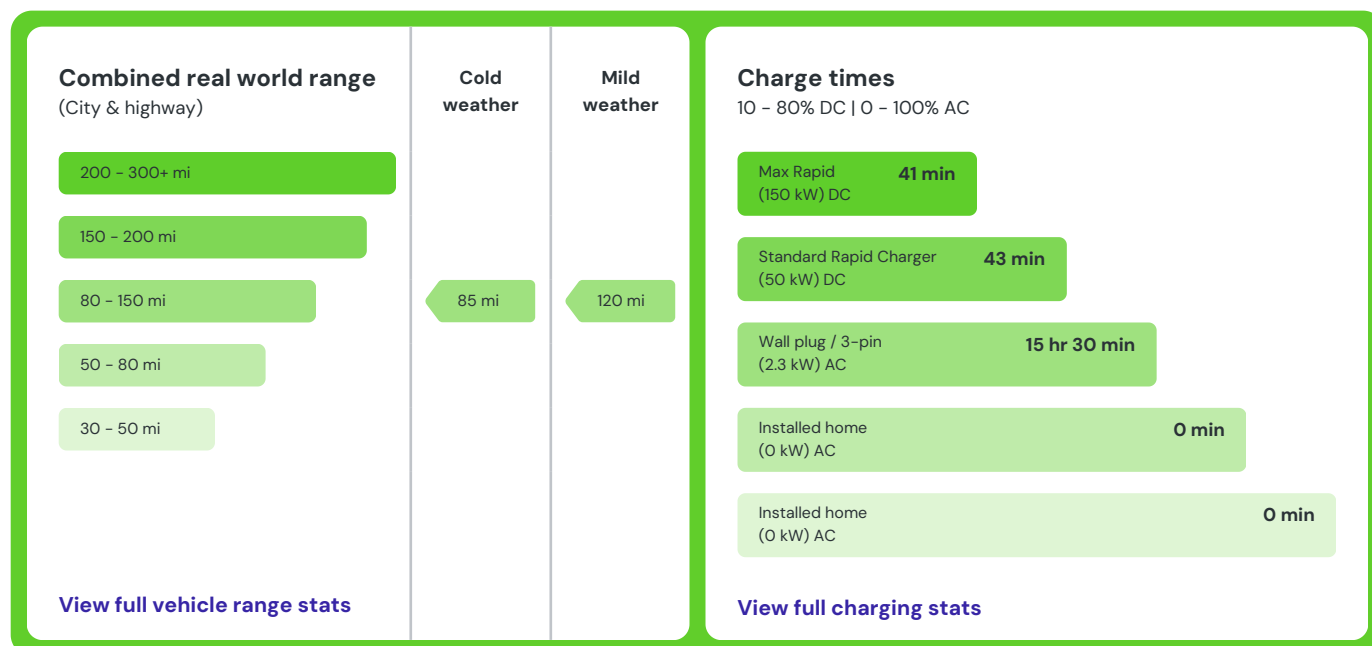 Combined real world range
(City & highway)
Cold
weather
Mild
weather
200 - 300+ mi
150 - 200 mi
80 - 150 mi
85 mi
120 mi
50 - 80 mi
30 - 50 mi
View full vehicle range stats
Charge times
10 - 80% DC | 0 - 100% AC
Max Rapid
(150 kW) DC
41 min
Standard Rapid Charger
(50 kW) DC
43 min
Wall plug / 3-pin
(2.3 kW) AC
15 hr 30 min
Installed home
(0 kW) AC
0 min
Installed home
(0 kW) AC
0 min
View full charging stats